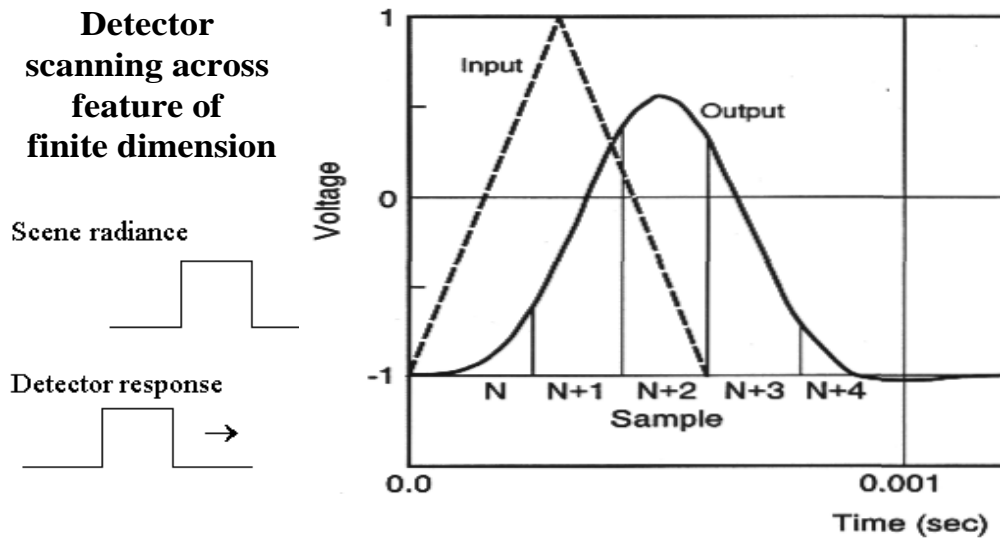 Detector
scanning across
feature of
finite dimension
Scene radiance
Detector response
1
Input
Output
0
Voltage
-1
N N+1 N+2 N+3 N+4
Sample
0.0 0.001
Time (sec)